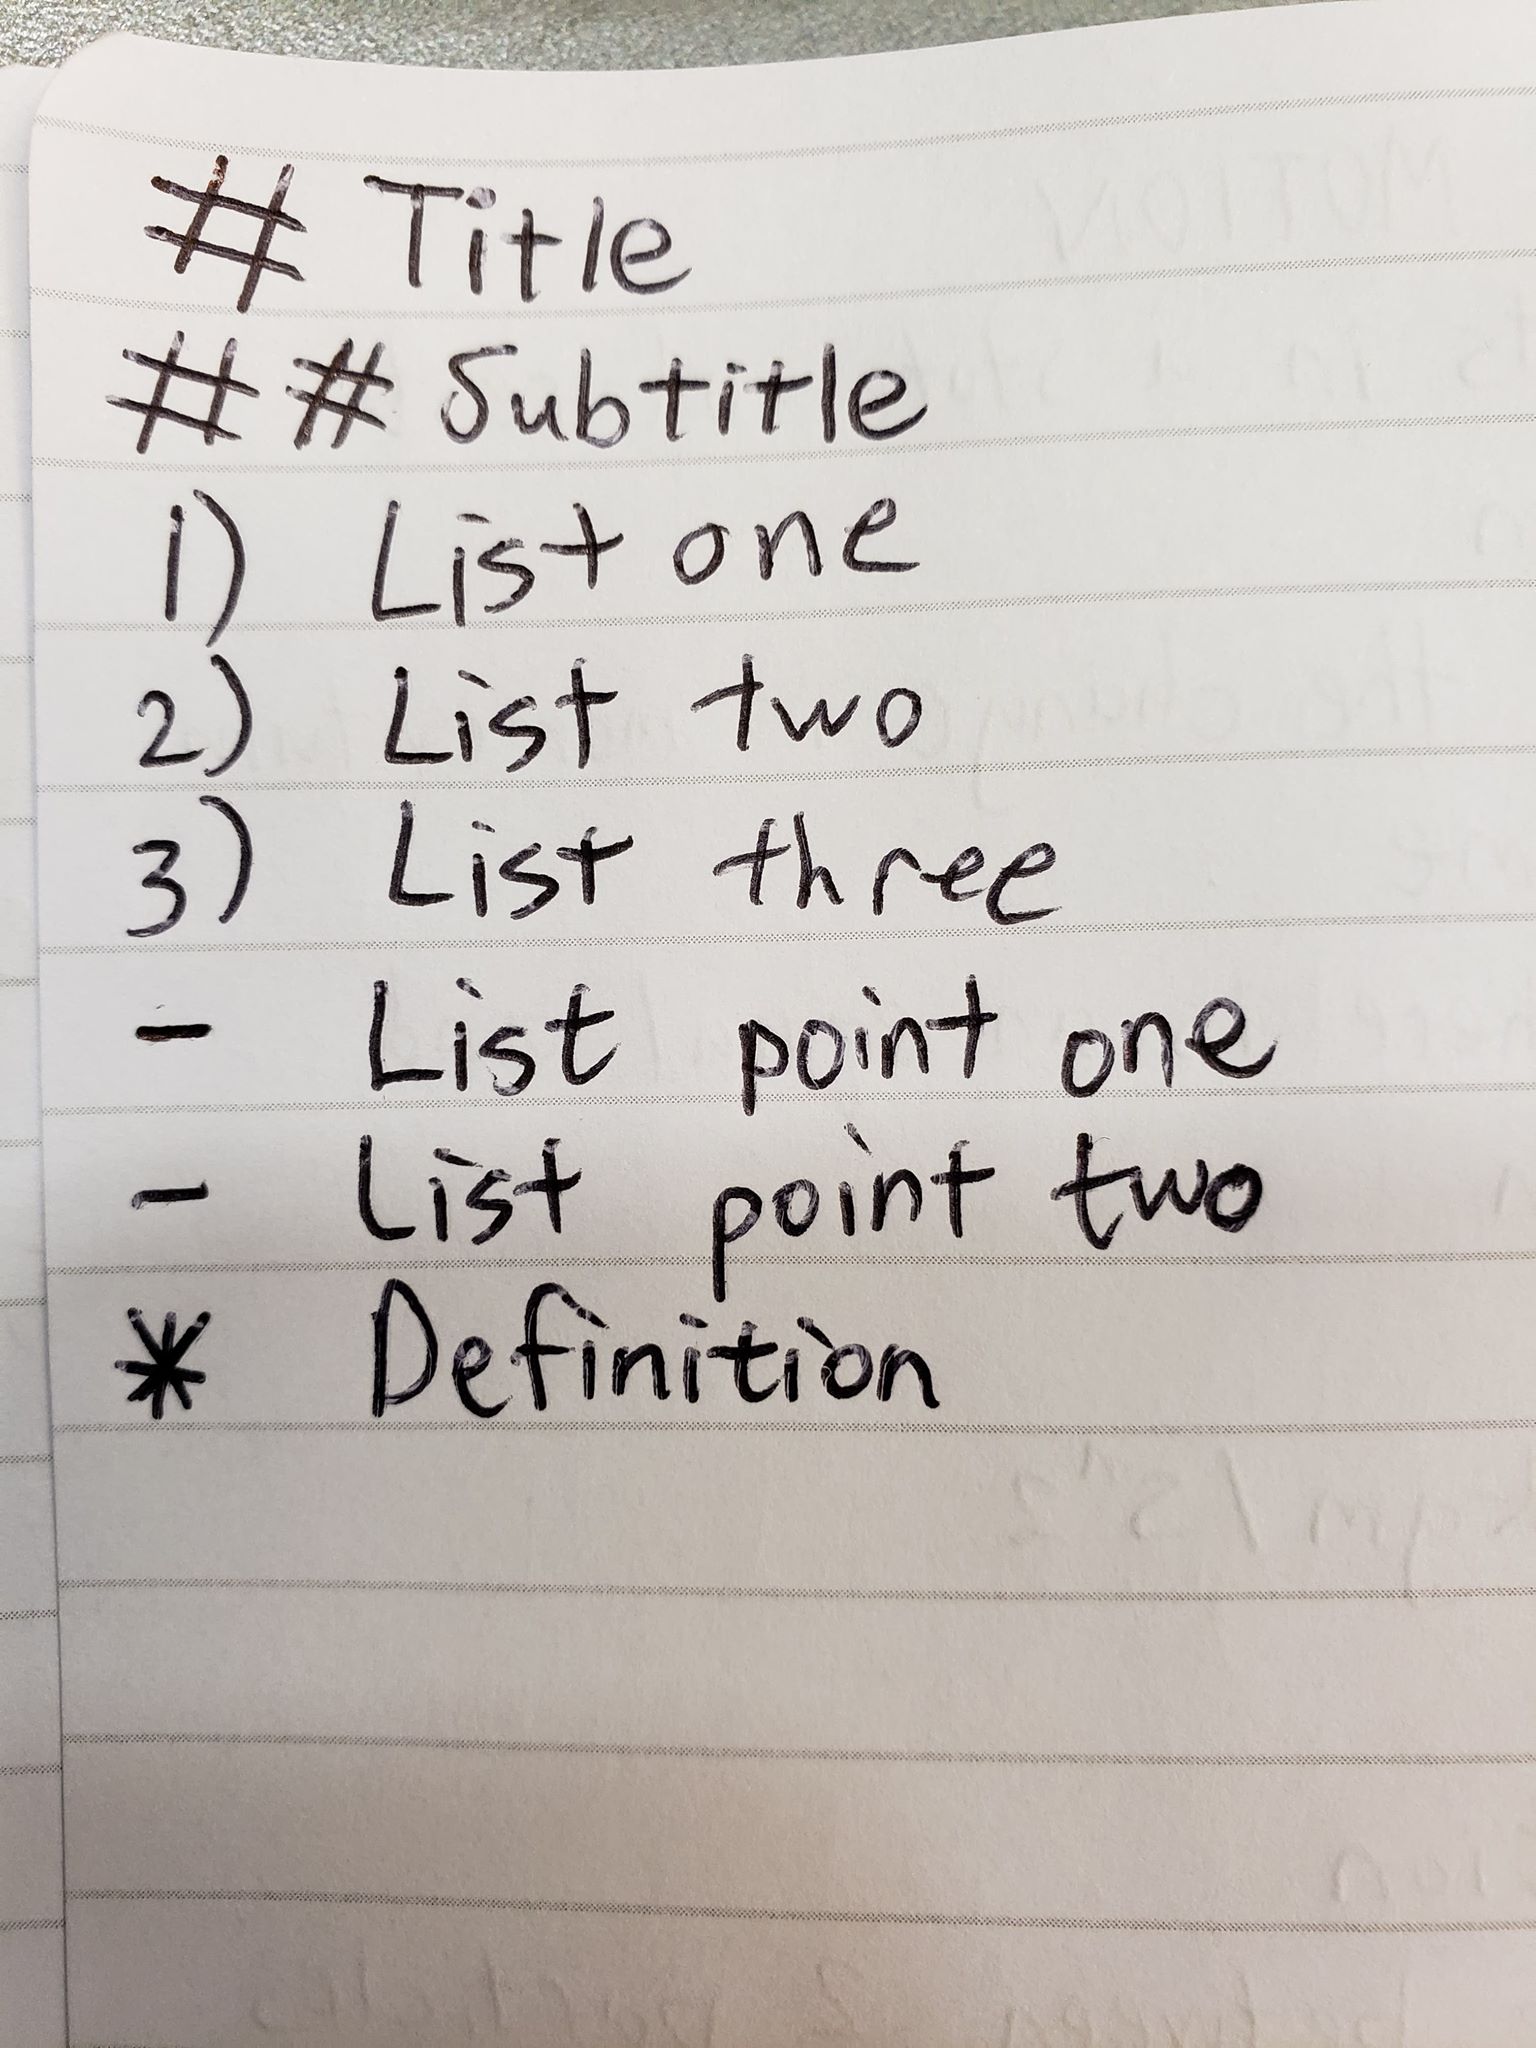 # Title
## Subtitle
1) List one
2) List two
3) List three
- List point one
- List point two
* Definition